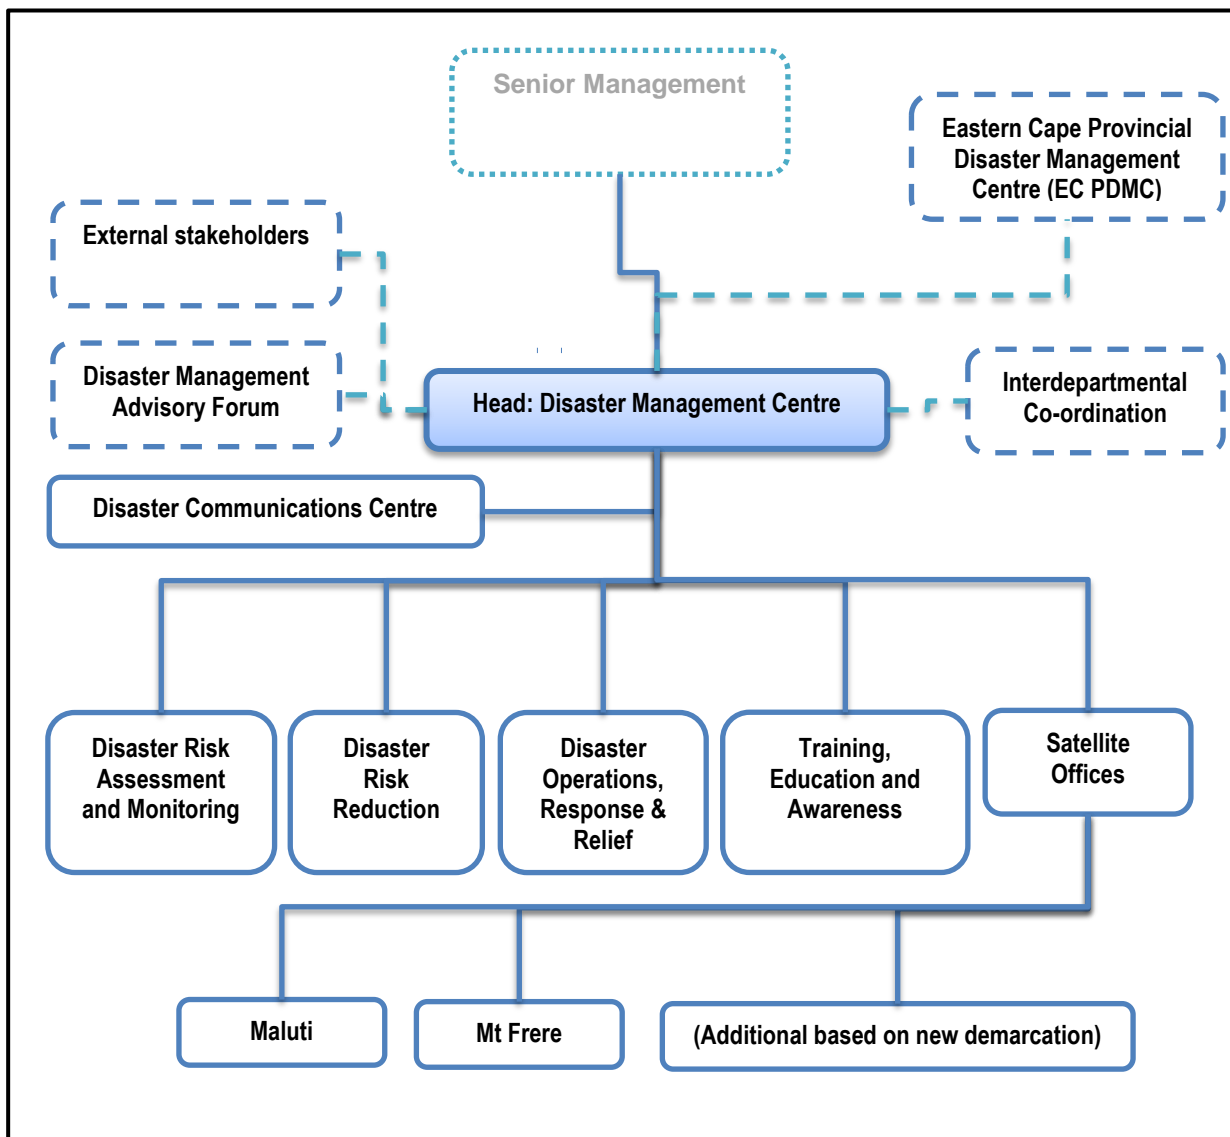 Senior Management
Eastern Cape Provincial
Disaster Management
Centre (EC PDMC)
External stakeholders
Disaster Management
Advisory Forum
Head: Disaster Management Centre
Interdepartmental
Co-ordination
Disaster Communications Centre
Disaster Risk
Assessment
and Monitoring
Disaster
Risk
Reduction
Disaster
Operations,
Response &
Relief
Training,
Education and
Awareness
Satellite
Offices
Maluti
Mt Frere
(Additional based on new demarcation)